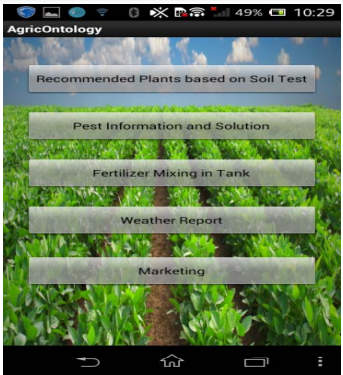 49% 10:29
AgricOntology
Recommended Plants based on Soil Test
Pest Information and Solution
Fertilizer Mixing in Tank
Weather Report
Marketing